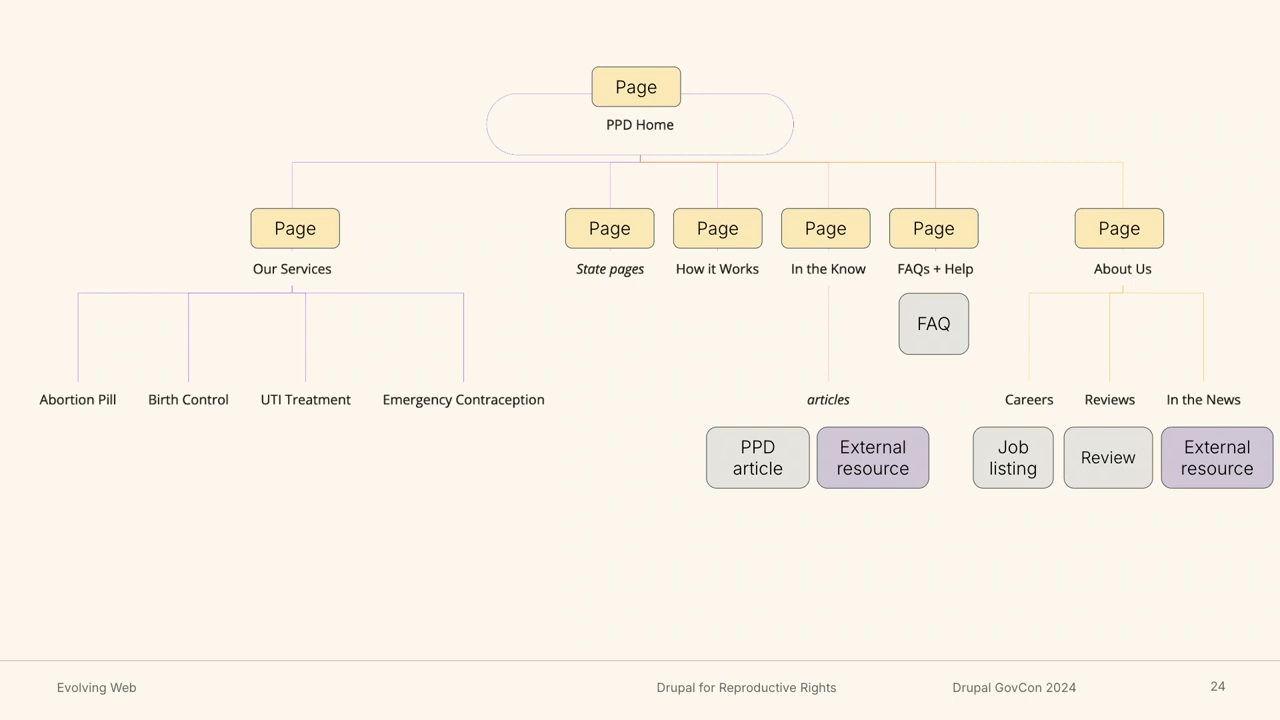 Page
PPD Home
Page
Page
Page
Page
Page
Page
Our Services
State pages
How it Works
In the Know
FAQs + Help
About Us
FAQ
Abortion Pill
Birth Control
UTI Treatment
Emergency Contraception
articles
Careers
Reviews
In the News
PPD
article
External
resource
Job
listing
Review
External
resource
Evolving Web
Drupal for Reproductive Rights
Drupal GovCon 2024
24